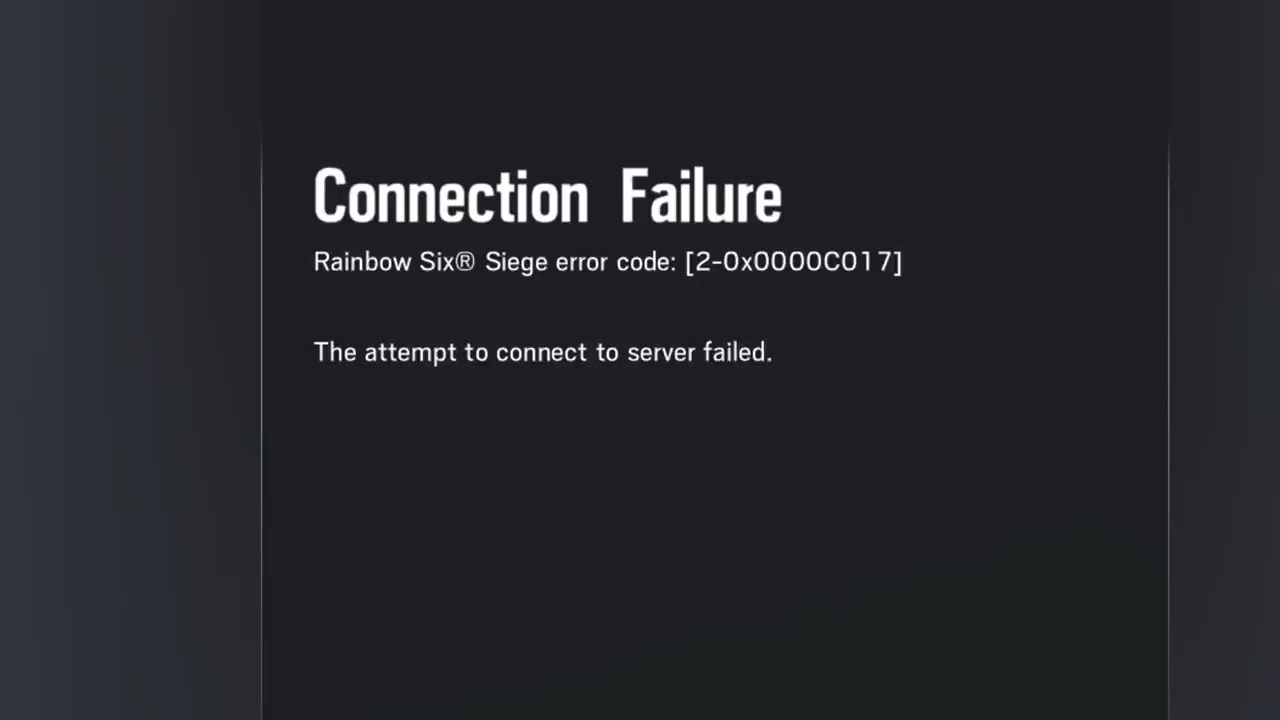 Connection Failure
Rainbow Six® Siege error code: [2-0x0000C017]
The attempt to connect to server failed.